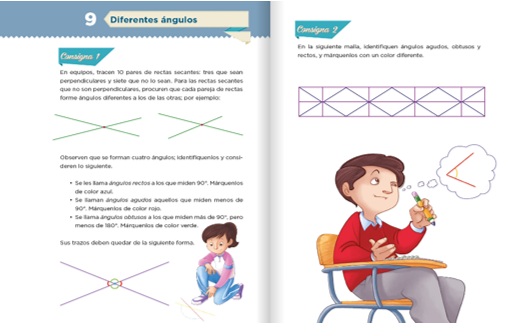 9 Diferentes ángulos
Consigna 1
En equipos, tracen 10 pares de rectas secantes: tres que sean
perpendiculares y siete que no lo sean. Para las rectas secantes
que no son perpendiculares, procuren que cada pareja de rectas
forme ángulos diferentes a los de las otras; por ejemplo:
Observen que se forman cuatro ángulos; identifíquenlos y consi-
deren lo siguiente:
• Se les llama ángulos rectos a los que miden 90°. Márquenlos
de color azul.
• Se llaman ángulos agudos aquellos que miden menos de
90°. Márquenlos de color rojo.
• Se llama ángulos obtusos a los que miden más de 90°, pero
menos de 180°. Márquenlos de color verde.
Sus trazos deben quedar de la siguiente forma.
Consigna 2
En la siguiente malla, identifiquen ángulos agudos, obtusos y
rectos, y márquenlos con un color diferente.